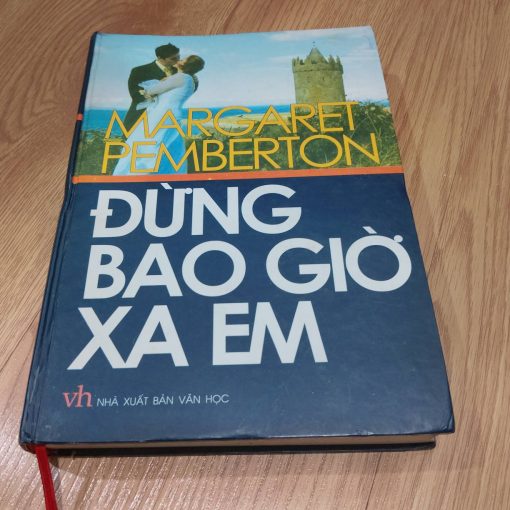 MARGARET
PEMBERTON
ĐỪNG
BAO GIỜ
XA EM
vh NHÀ XUẤT BẢN VĂN HỌC